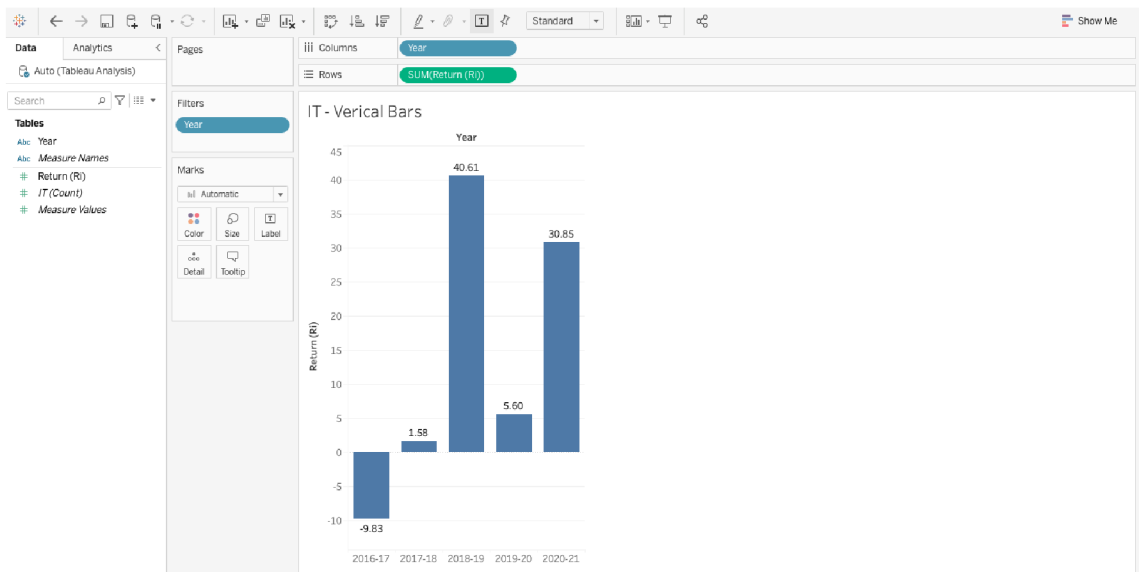 Standard
Show Me
Data
Analytics
Pages
Columns
Year
Auto (Tableau Analysis)
Rows
SUM(Return (Ri))
Search
Tables
Abc Year
Abc Measure Names
# Return (Ri)
# IT (Count)
# Measure Values
Filters
Year
Marks
Automatic
Color
Size
Label
Detail
Tooltip
IT - Verical Bars
Year
45
40
35
30
25
20
15
10
5
0
-5
-10
Return (Ri)
-9.83
1.58
40.61
5.60
30.85
2016-17 2017-18 2018-19 2019-20 2020-21